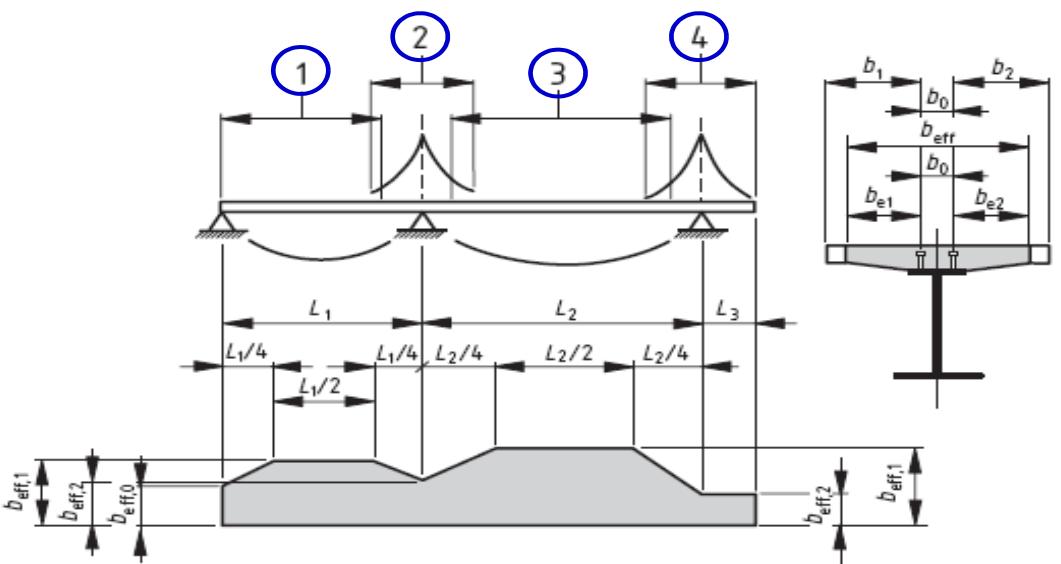 2 4
1 3
b1 b2
b0
beff
b0
be1 be2
L1 L2 L3
L1/4 L1/4 L2/4 L2/2 L2/4
L1/2
beff,1
beff,2
beff,0
beff,2
beff,1